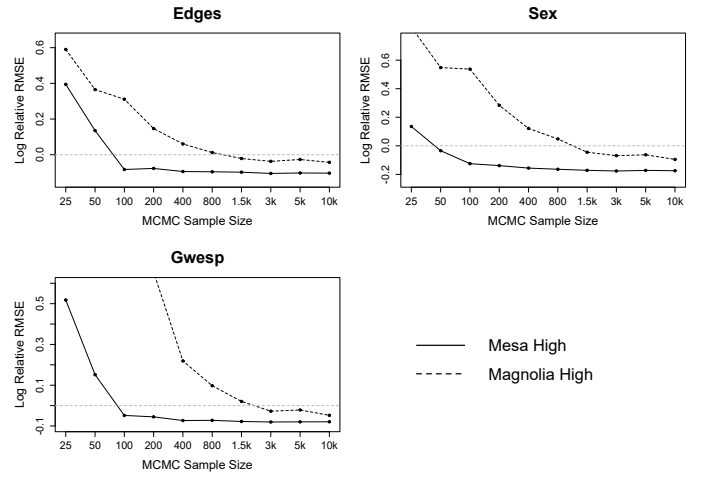 Edges
Log Relative RMSE
0.6
0.4
0.2
0.0
25 50 100 200 400 800 1.5k 3k 5k 10k
MCMC Sample Size
Sex
Log Relative RMSE
0.6
0.4
0.2
0.0
-0.2
25 50 100 200 400 800 1.5k 3k 5k 10k
MCMC Sample Size
Gwesp
Log Relative RMSE
0.5
0.3
0.1
-0.1
25 50 100 200 400 800 1.5k 3k 5k 10k
MCMC Sample Size
Mesa High
Magnolia High